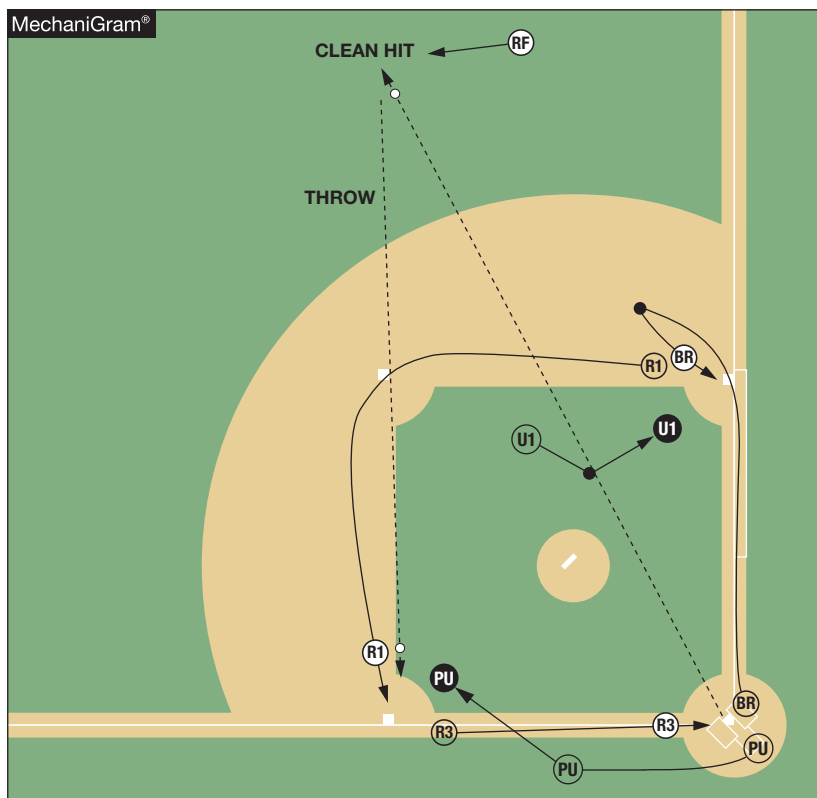 MechaniGram®
CLEAN HIT
RF
THROW
BR
R1
U1
U1
R1
PU
BR
R3
R3
PU
PU